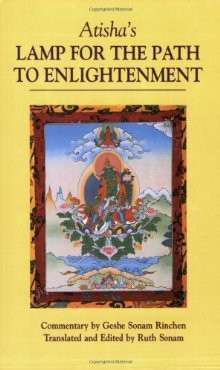 Atisha's
LAMP FOR THE PATH
TO ENLIGHTENMENT
Commentary by Geshe Sonam Rinchen
Translated and Edited by Ruth Sonam